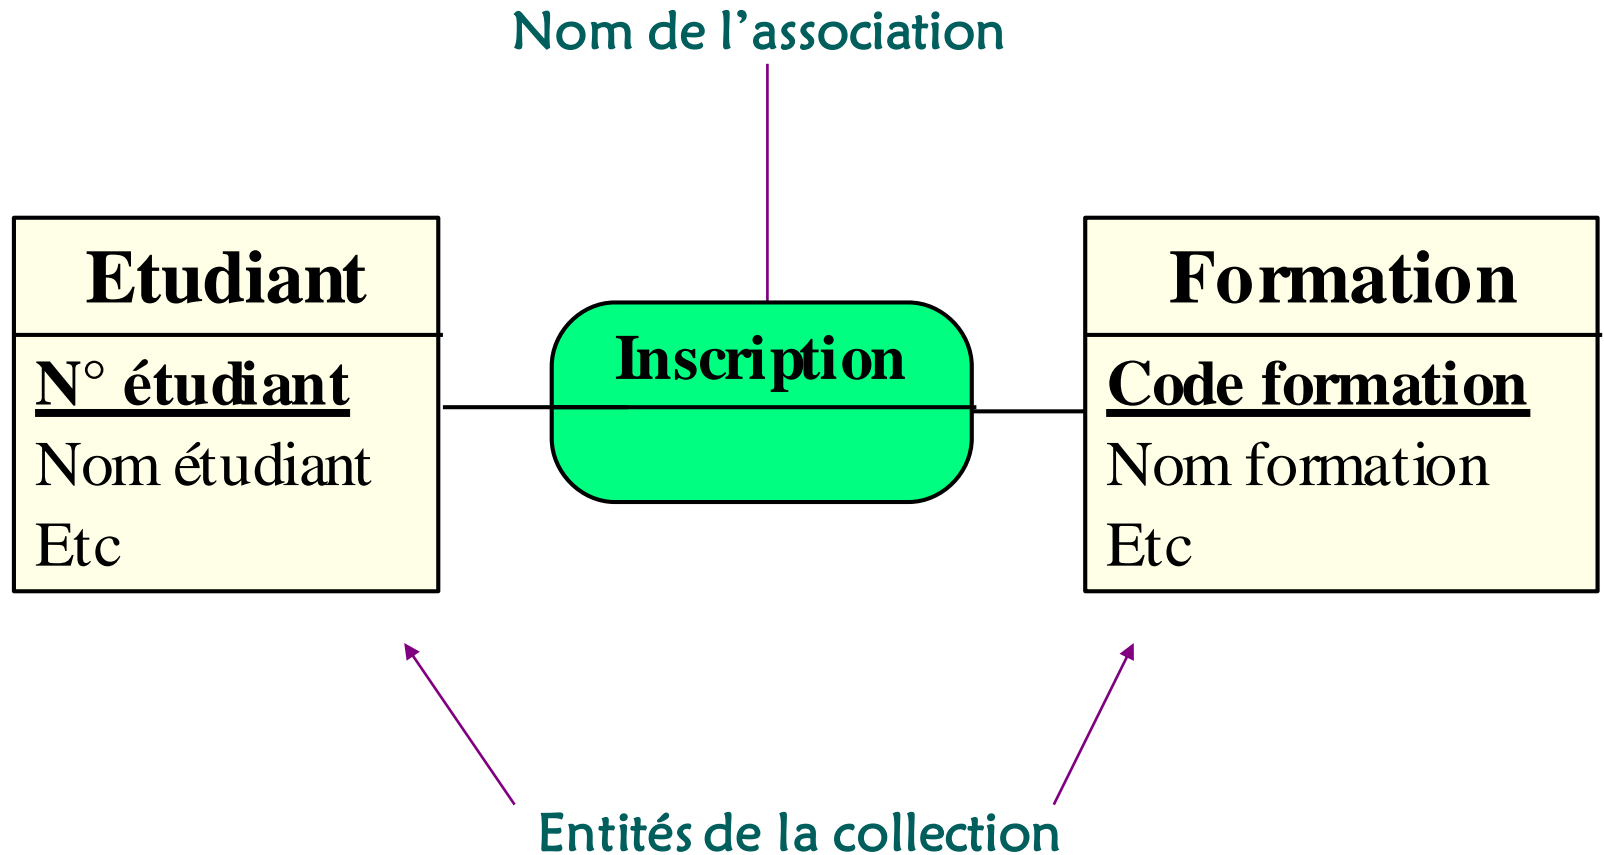 Nom de l’association
Etudiant
N° étudiant
Nom étudiant
Etc
Inscription
Formation
Code formation
Nom formation
Etc
Entités de la collection